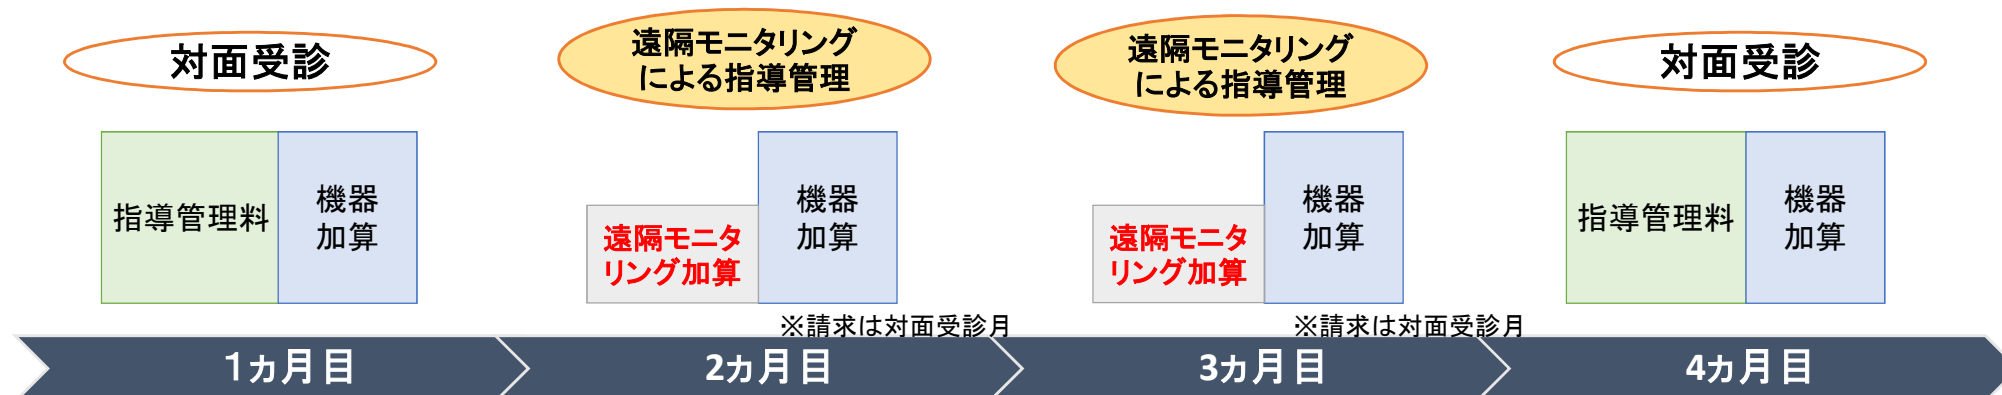 対面受診
遠隔モニタリング
による指導管理
遠隔モニタリング
による指導管理
対面受診
指導管理料
機器
加算
遠隔モニタ
リング加算
機器
加算
遠隔モニタ
リング加算
機器
加算
指導管理料
機器
加算
※請求は対面受診月
※請求は対面受診月
1カ月目
2カ月目
3カ月目
4カ月目